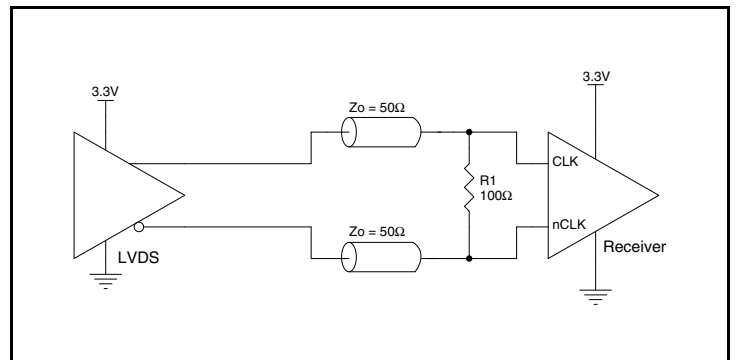 3.3V
3.3V
Zo = 50Ω
CLK
R1
100Ω
nCLK
Zo = 50Ω
Receiver
LVDS